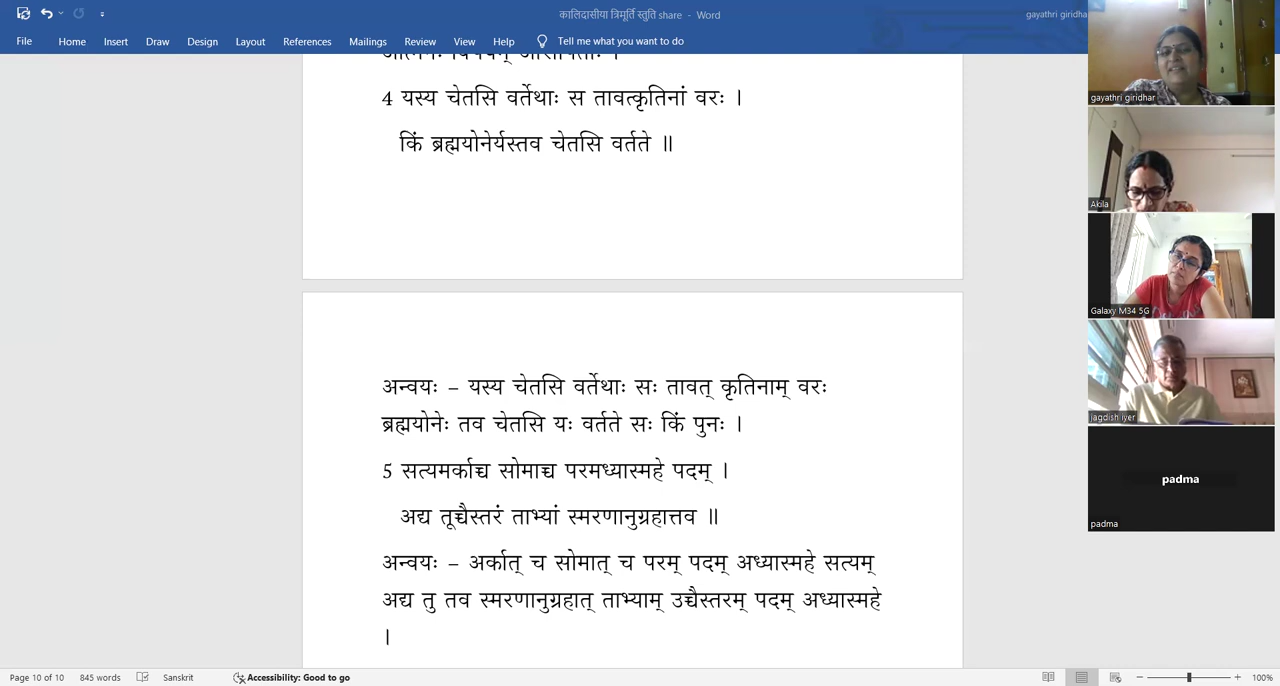 कालिदासीया त्रिमूर्ति स्तुति share - Word
gayathri giridha
File Home Insert Draw Design Layout References Mailings Review View Help Tell me what you want to do
4 यस्य चेतसि वर्तेथाः स तावत्कृतिनां वरः ।
किं ब्रह्मयोनेर्यस्तव चेतसि वर्तते ॥
अन्वयः – यस्य चेतसि वर्तेथाः सः तावत् कृतिनाम् वरः
ब्रह्मयोनेः तव चेतसि यः वर्तते सः किं पुनः ।
5 सत्यमर्काच्च सोमाच्च परमध्यास्महे पदम् ।
अद्य तूच्चैस्तरं ताभ्यां स्मरणानुग्रहात्तव ॥
अन्वयः – अर्कात् च सोमात् च परम् पदम् अध्यास्महे सत्यम्
अद्य तु तव स्मरणानुग्रहात् ताभ्याम् उच्चैस्तरम् पदम् अध्यास्महे
।
gayathri giridhar
Akila
Galaxy M34 5G
jagdish iyer
padma
padma
Page 10 of 10 845 words Sanskrit Accessibility: Good to go 100%